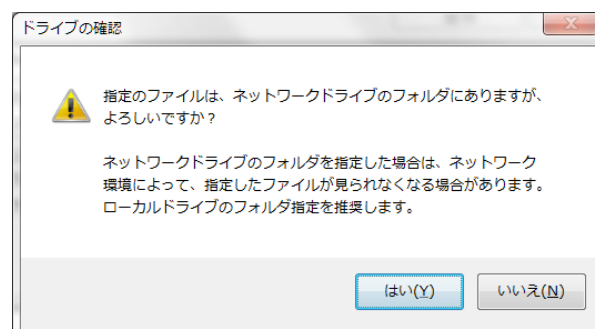 ドライブの確認
指定のファイルは、ネットワークドライブのフォルダにありますが、
よろしいですか？
ネットワークドライブのフォルダを指定した場合は、ネットワーク
環境によって、指定したファイルが見られなくなる場合があります。
ローカルドライブのフォルダ指定を推奨します。
はい(Y)
いいえ(N)